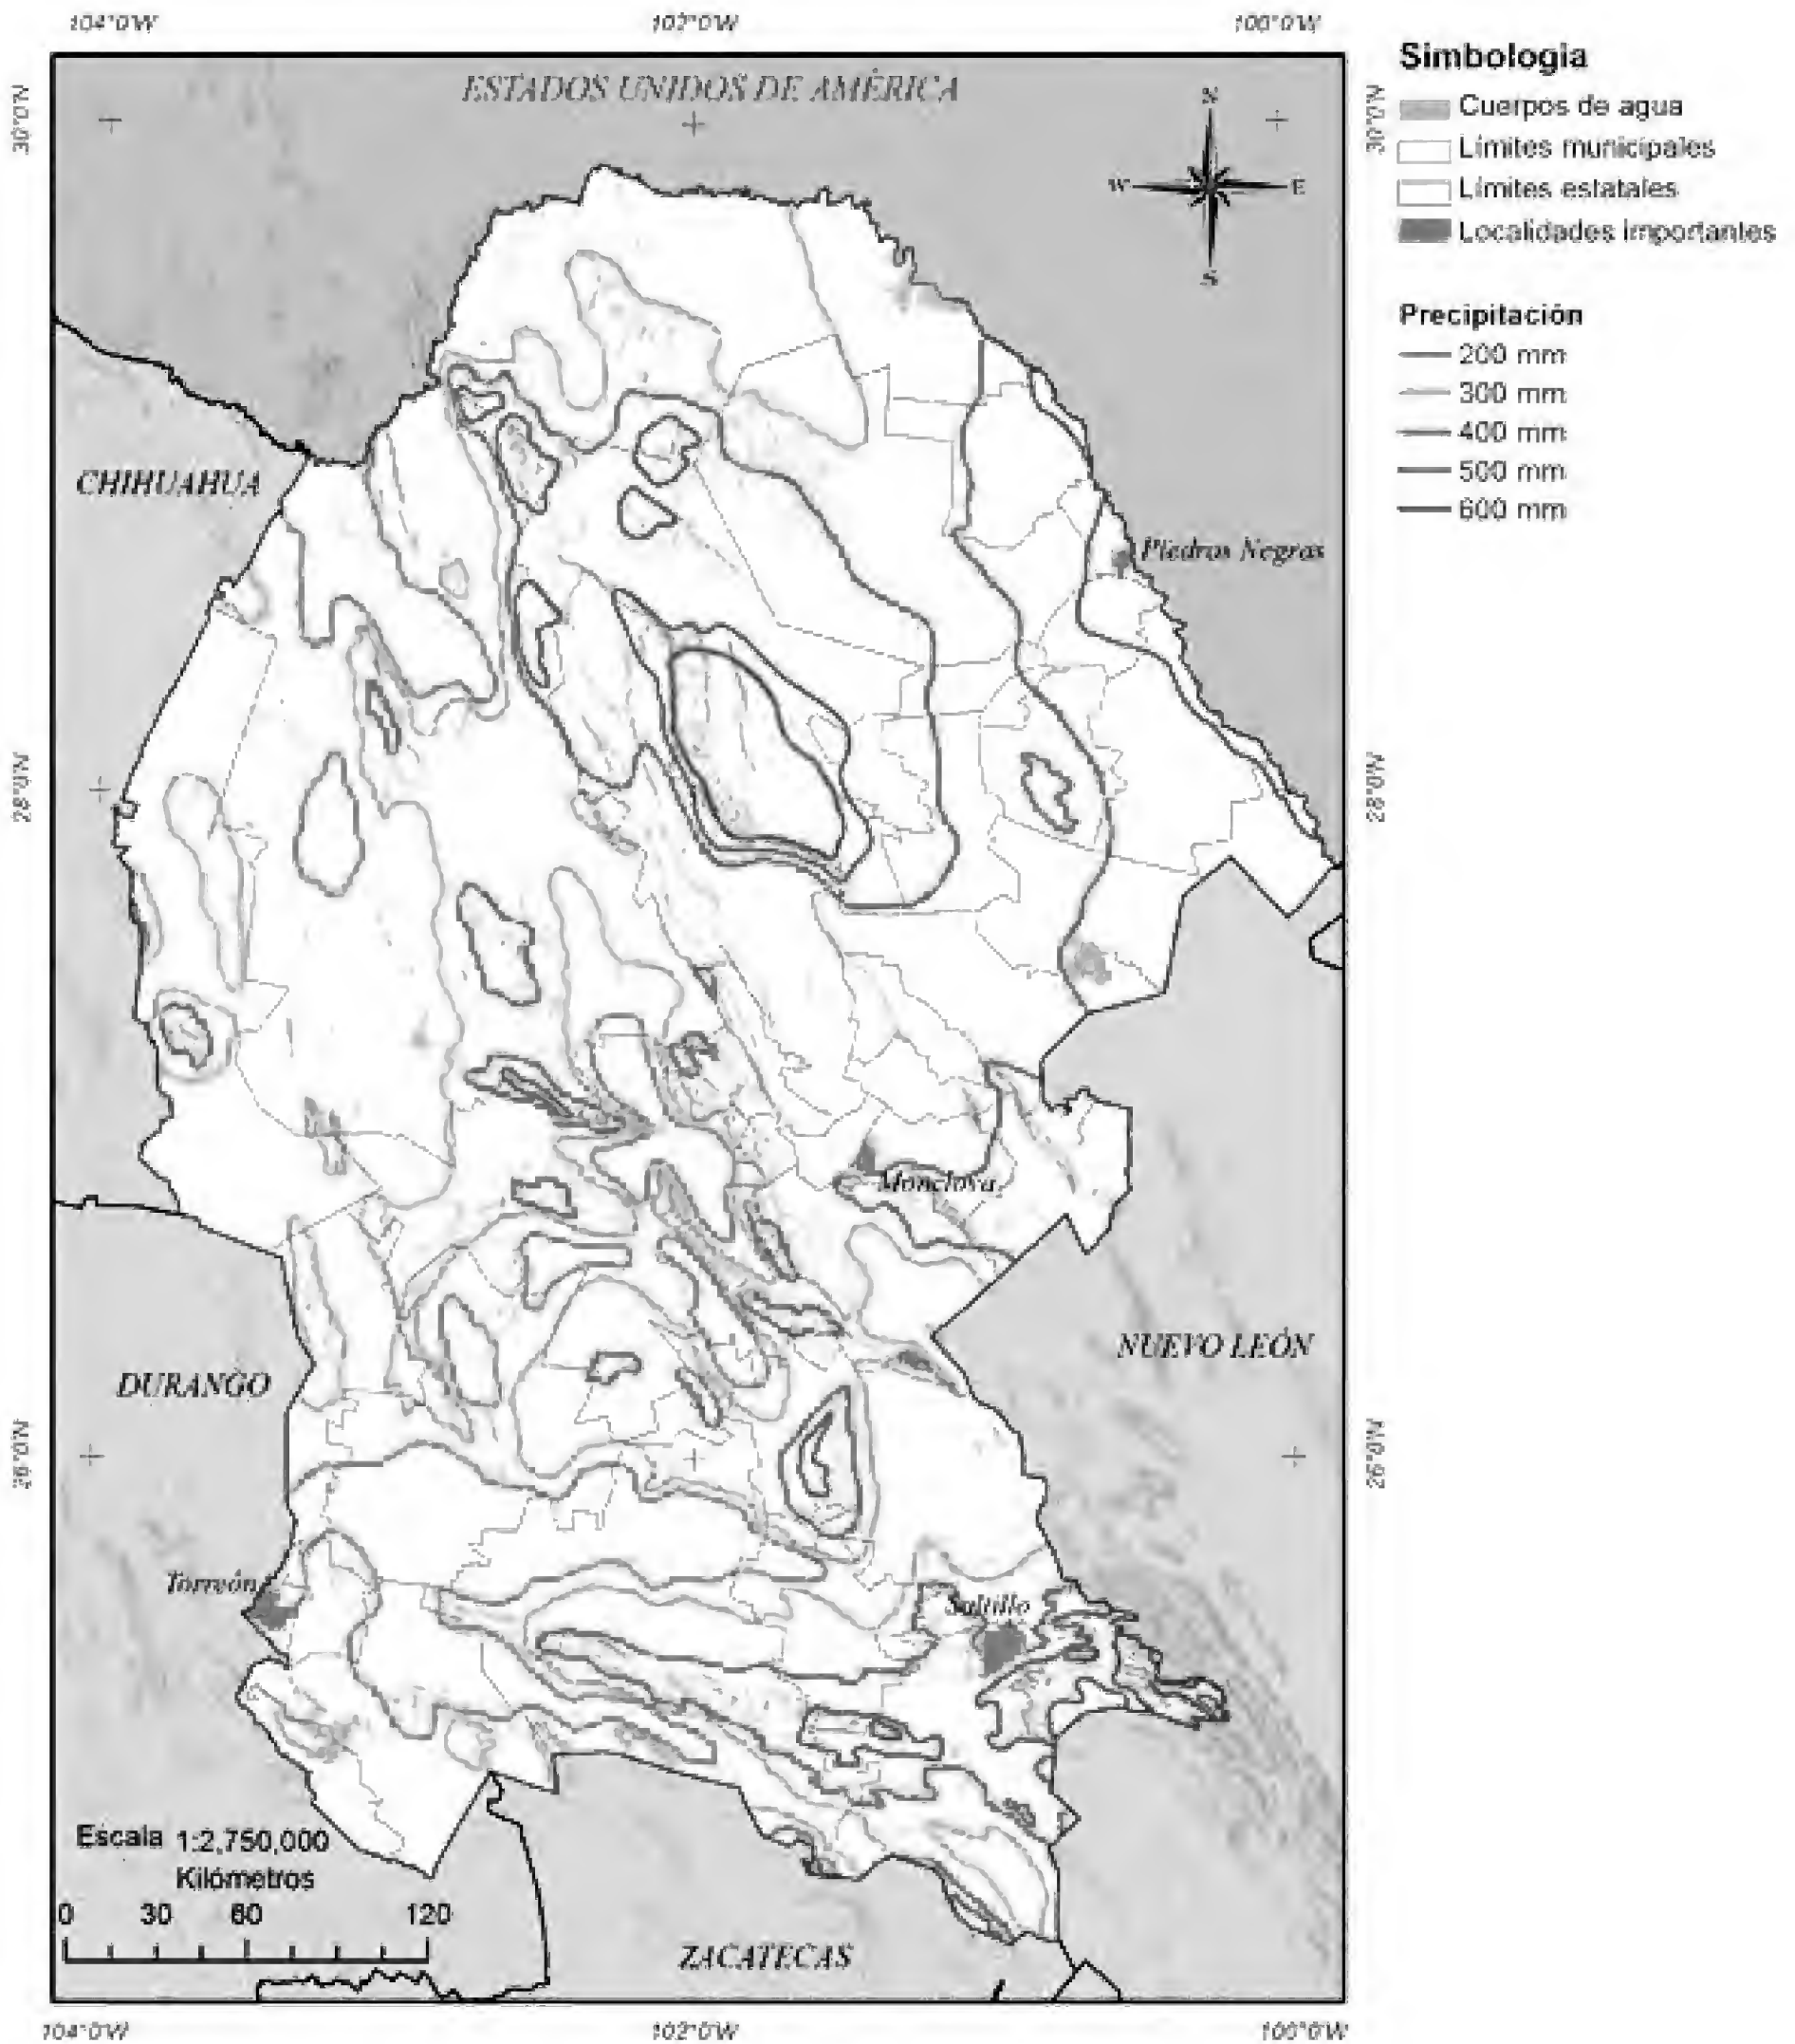 104°0'W 102°0'W 100°0'W
30°0'N
30°0'N
ESTADOS UNIDOS DE AMÉRICA
N
W E
S
Simbología
Cuerpos de agua
Límites municipales
Límites estatales
Localidades importantes
Precipitación
200 mm
300 mm
400 mm
500 mm
600 mm
CHIHUAHUA
Piedras Negras
28°0'N
28°0'N
Monclova
NUEVO LEÓN
DURANGO
26°0'N
26°0'N
Torreón
Saltillo
Escala 1:2,750,000
Kilómetros
0 30 60 120
ZACATECAS
104°0'W 102°0'W 100°0'W